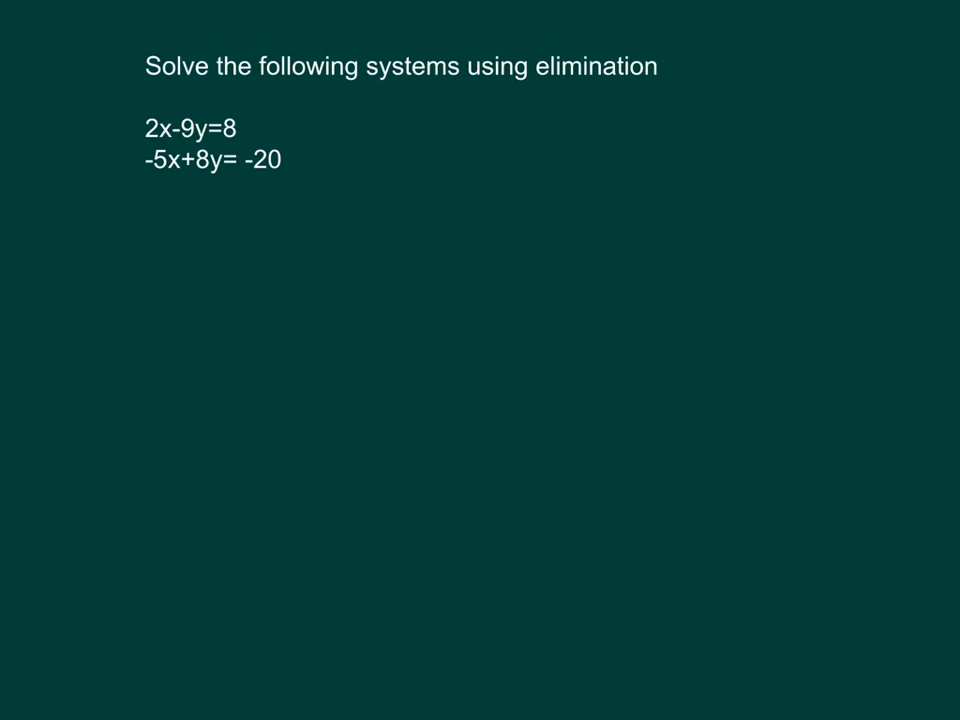 Solve the following systems using elimination
2x-9y=8
-5x+8y= -20